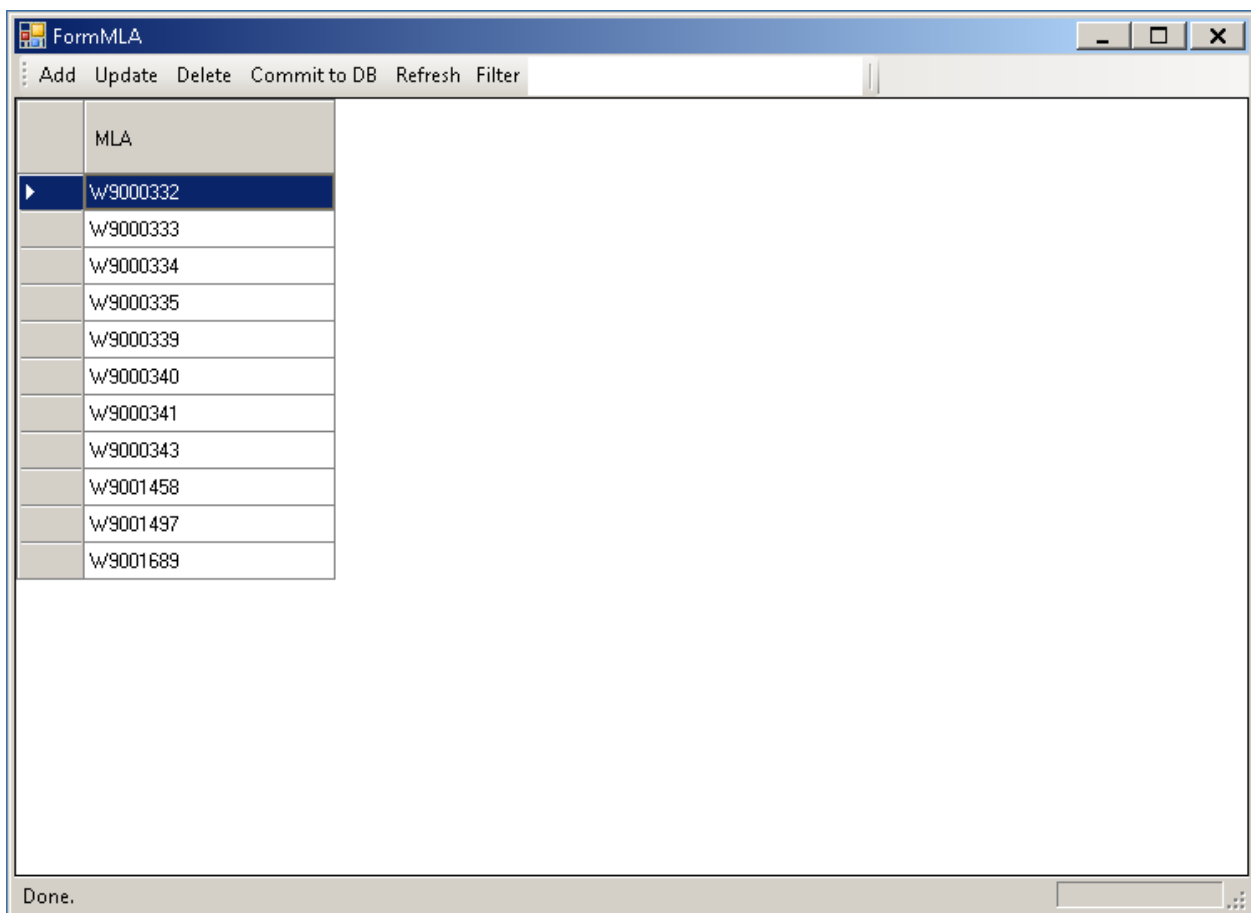 FormMLA
Add Update Delete Commit to DB Refresh Filter
MLA
W9000332
W9000333
W9000334
W9000335
W9000339
W9000340
W9000341
W9000343
W9001458
W9001497
W9001689
Done.